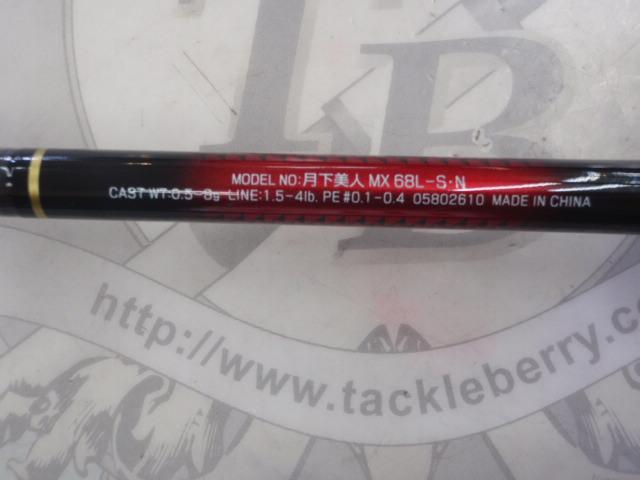 TB
MODEL NO:月下美人 MX 68L-S·N
CAST WT:0.5-8g LINE:1.5-4lb. PE #0.1-0.4 05802610 MADE IN CHINA
http://www.tackleberry.co